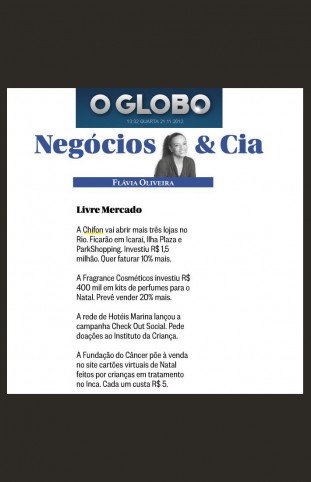 O GLOBO
13:33 QUARTA 21.11.2012
Negócios & Cia
FLÁVIA OLIVEIRA
Livre Mercado
A Chifon vai abrir mais três lojas no
Rio. Ficarão em Icaraí, Ilha Plaza e
ParkShopping. Investiu R$ 1,5
milhão. Quer faturar 10% mais.
A Fragrance Cosméticos investiu R$
400 mil em kits de perfumes para o
Natal. Prevê vender 20% mais.
A rede de Hotéis Marina lançou a
campanha Check Out Social. Pede
doações ao Instituto da Criança.
A Fundação do Câncer põe à venda
no site cartões virtuais de Natal
feitos por crianças em tratamento
no Inca. Cada um custa R$ 5.